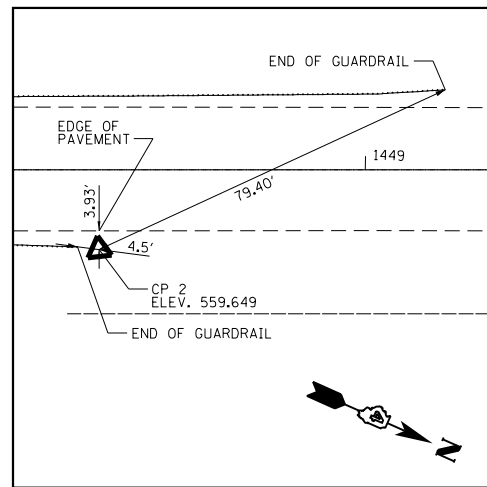 END OF GUARDRAIL
EDGE OF
PAVEMENT
1449
3.93'
79.40'
4.5'
CP 2
ELEV. 559.649
END OF GUARDRAIL
N